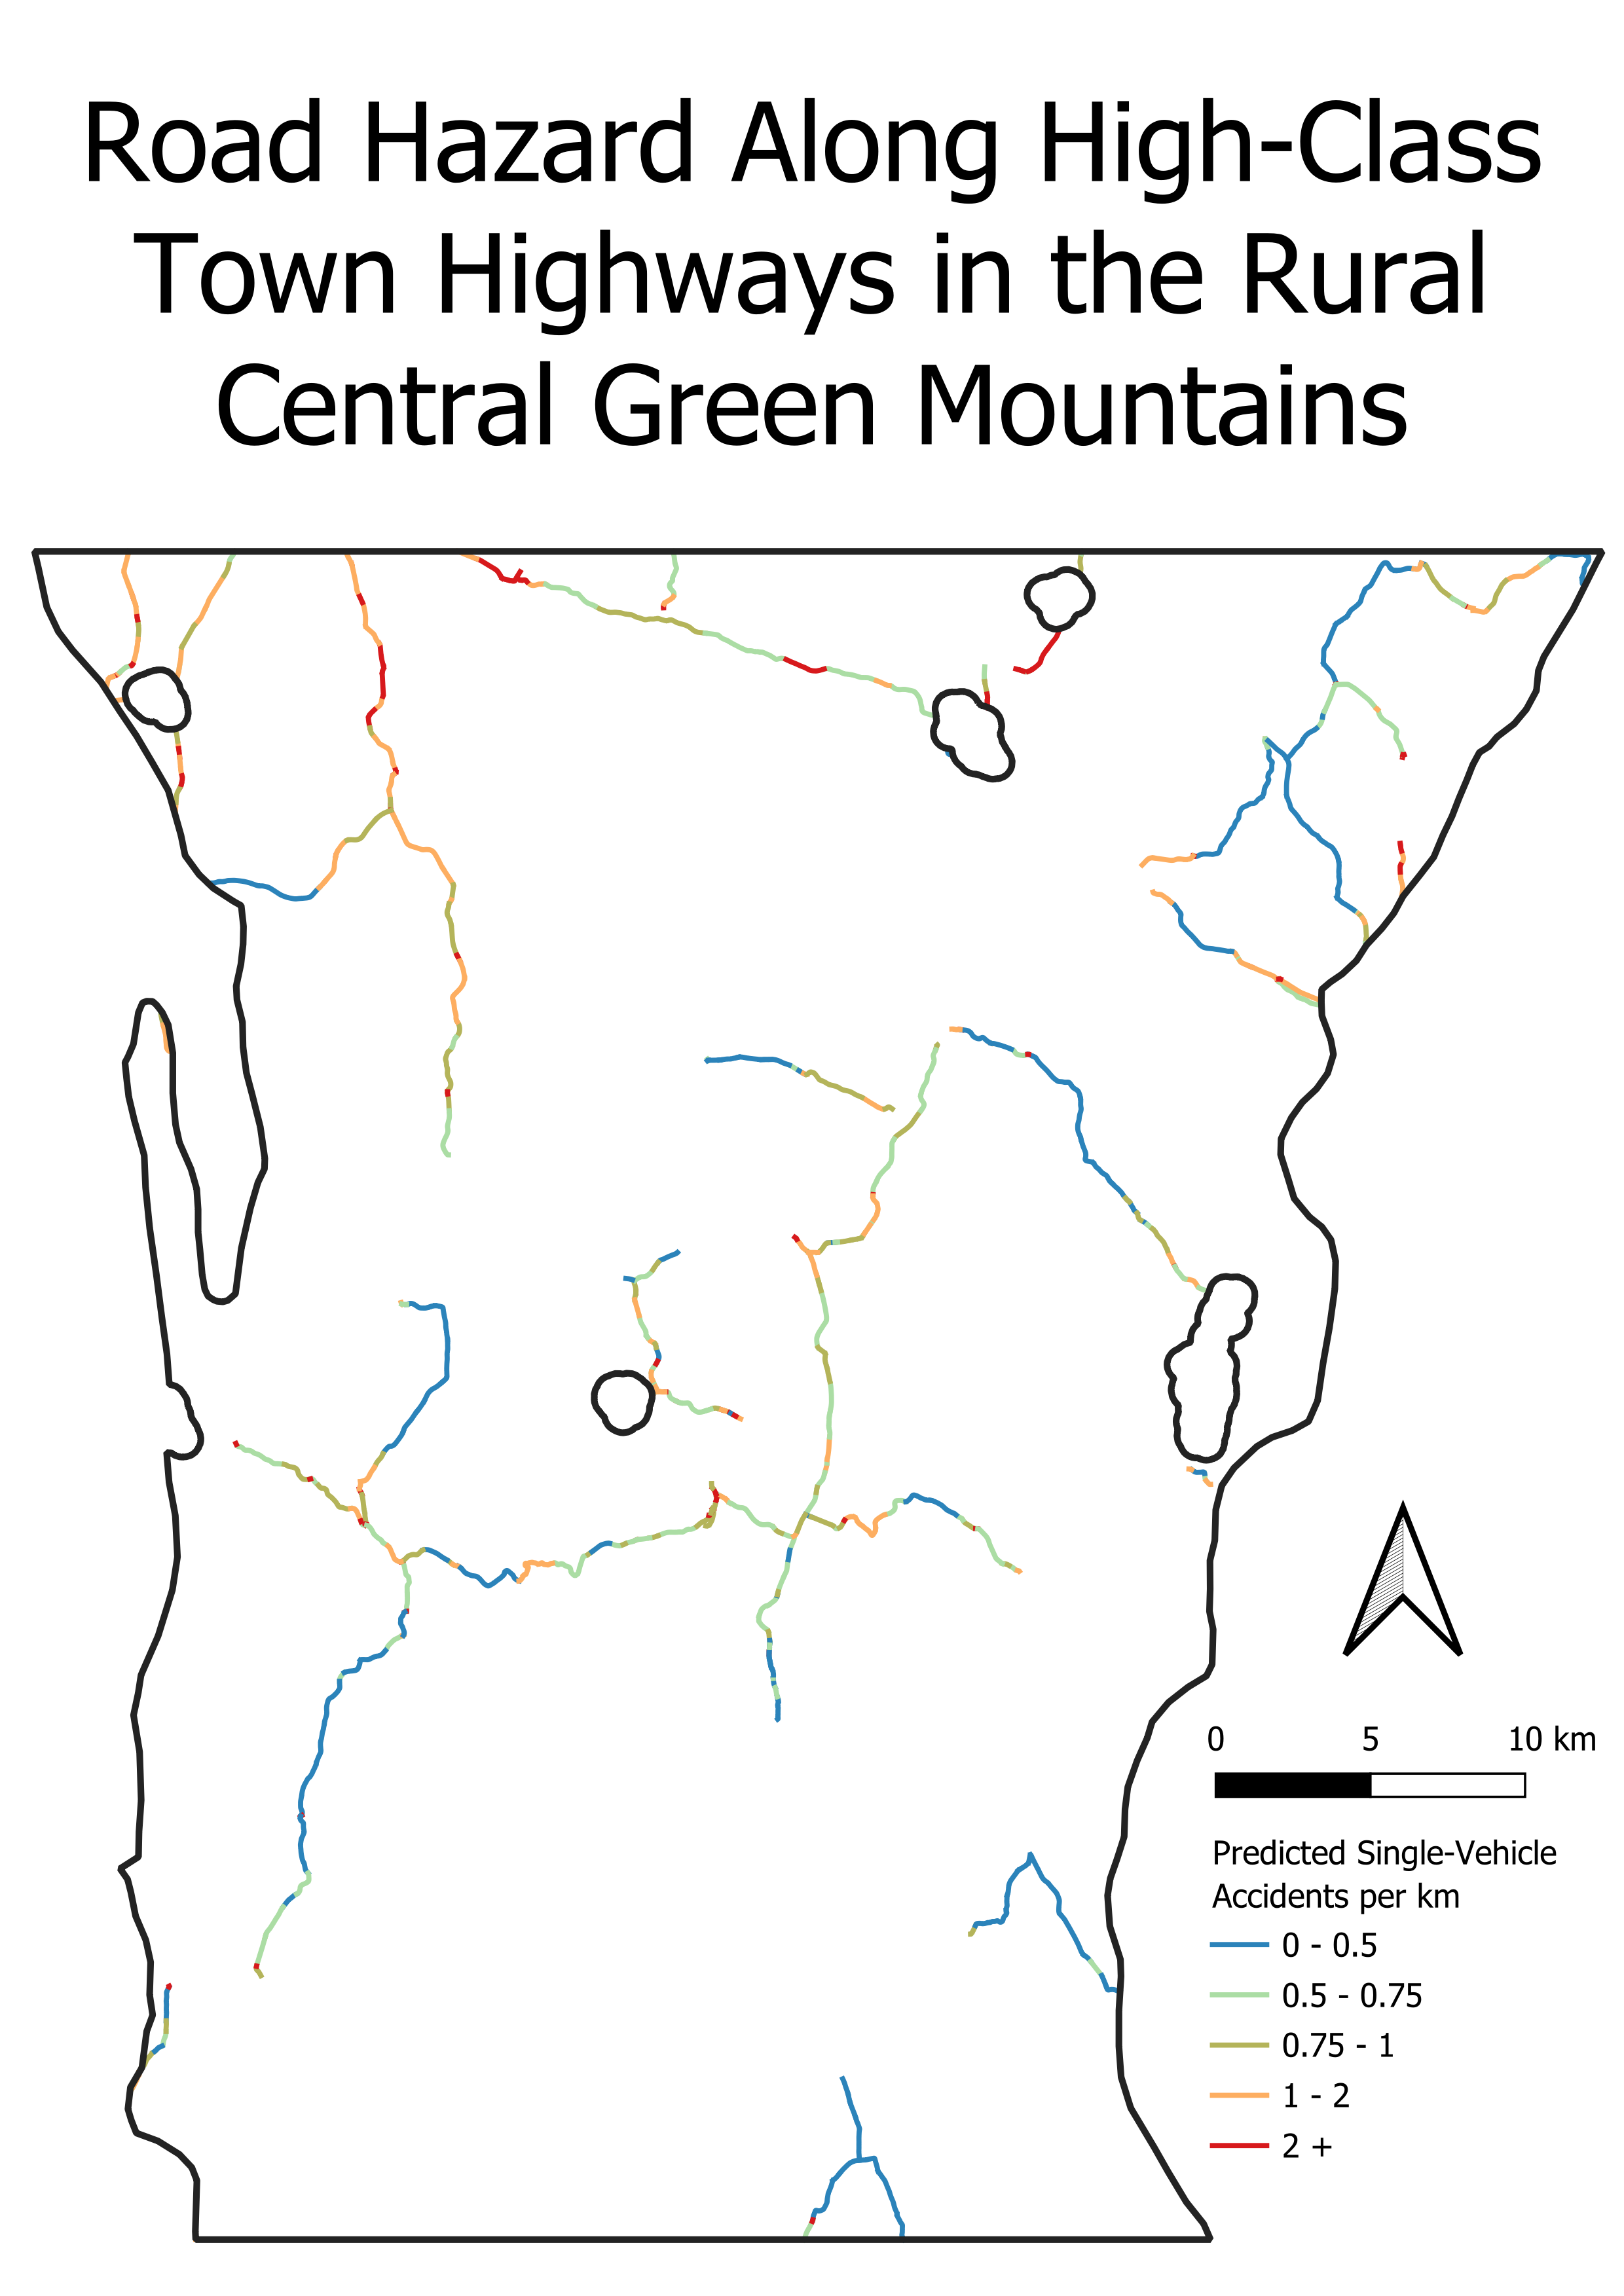 Road Hazard Along High-Class
Town Highways in the Rural
Central Green Mountains
0 5 10 km
Predicted Single-Vehicle
Accidents per km
0 - 0.5
0.5 - 0.75
0.75 - 1
1 - 2
2 +